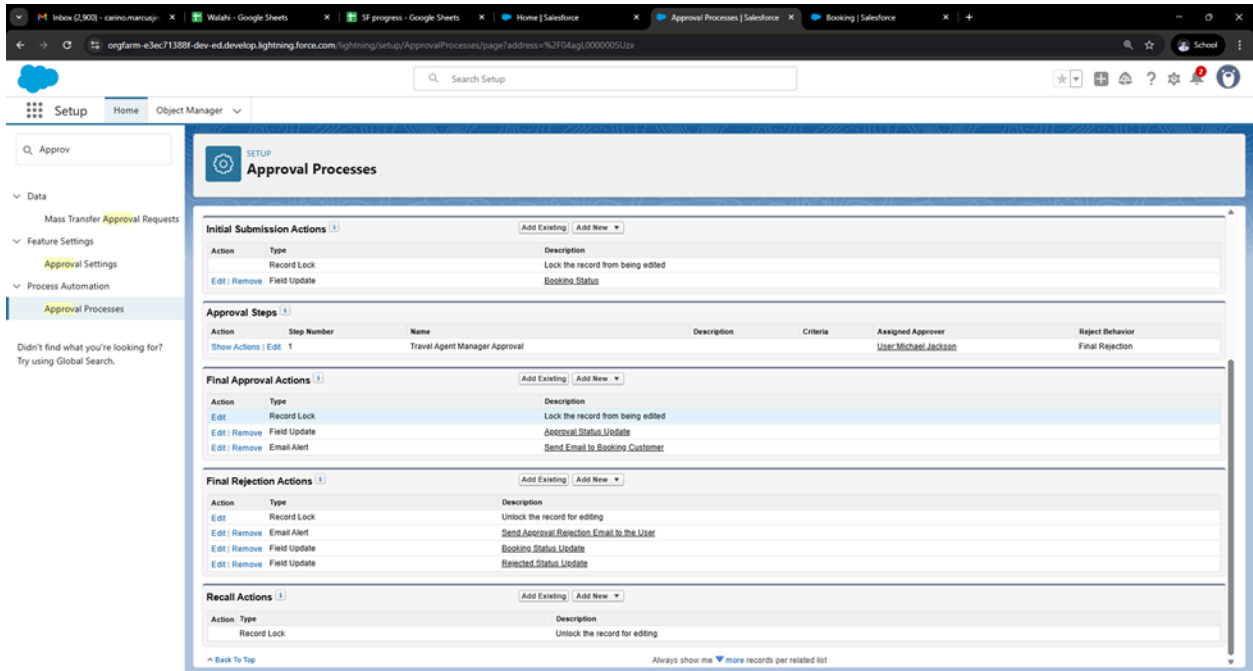 Inbox (2,900) - carino.marcusje
Walahi - Google Sheets
SF progress - Google Sheets
Home | Salesforce
Approval Processes | Salesforce
Booking | Salesforce
orgfarm-e3ec71388f-dev-ed.develop.lightning.force.com/lightning/setup/ApprovalProcesses/page?address=%2F04agL0000005Uzx
School
Search Setup
2
Setup Home Object Manager
Approv
Data
Mass Transfer Approval Requests
Feature Settings
Approval Settings
Process Automation
Approval Processes
Didn't find what you're looking for?
Try using Global Search.
SETUP
Approval Processes
Initial Submission Actions Add Existing Add New
Action Type Description
Record Lock Lock the record from being edited
Edit | Remove Field Update Booking Status
Approval Steps
Action Step Number Name Description Criteria Assigned Approver Reject Behavior
Show Actions | Edit 1 Travel Agent Manager Approval User:Michael Jackson Final Rejection
Final Approval Actions Add Existing Add New
Action Type Description
Edit Record Lock Lock the record from being edited
Edit | Remove Field Update Approval Status Update
Edit | Remove Email Alert Send Email to Booking Customer
Final Rejection Actions Add Existing Add New
Action Type Description
Edit Record Lock Unlock the record for editing
Edit | Remove Email Alert Send Approval Rejection Email to the User
Edit | Remove Field Update Booking Status Update
Edit | Remove Field Update Rejected Status Update
Recall Actions Add Existing Add New
Action Type Description
Record Lock Unlock the record for editing
Back To Top Always show me more records per related list